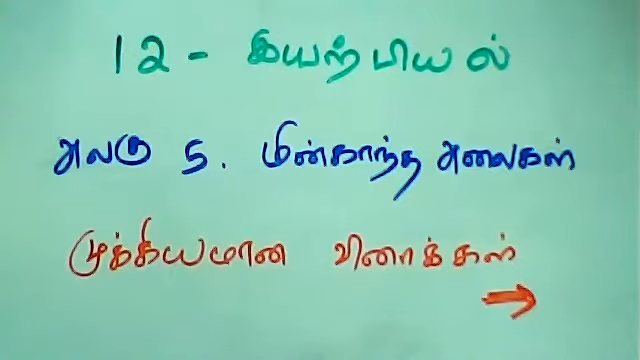 12 - இயற்பியல்
அலகு 5. மின்காந்த அலைகள்
முக்கியமான வினாக்கள்